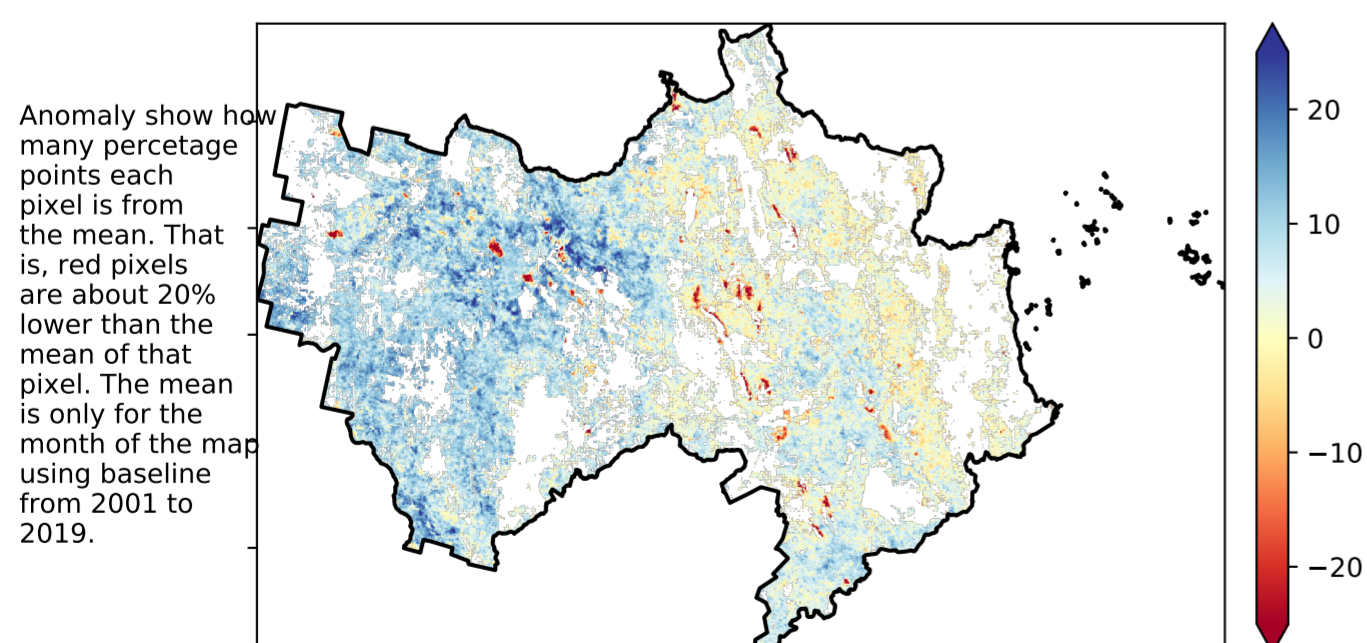 Anomaly show how
many percetage
points each
pixel is from
the mean. That
is, red pixels
are about 20%
lower than the
mean of that
pixel. The mean
is only for the
month of the map
using baseline
from 2001 to
2019.
20
10
0
−10
−20